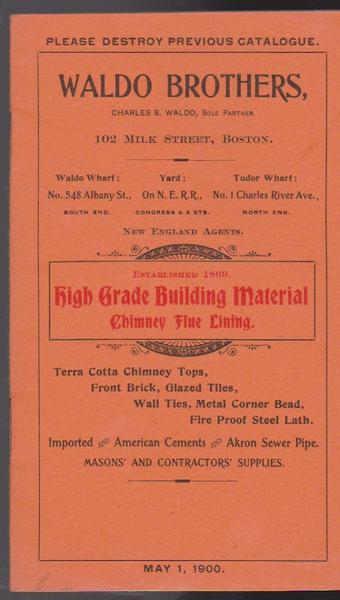 PLEASE DESTROY PREVIOUS CATALOGUE.
WALDO BROTHERS,
CHARLES S. WALDO, SOLE PARTNER.
102 MILK STREET, BOSTON.
Waldo Wharf: Yard: Tudor Wharf:
No. 548 Albany St., On N. E. R.R., No. 1 Charles River Ave.,
SOUTH END. CONGRESS & A STS. NORTH END.
NEW ENGLAND AGENTS.
ESTABLISHED 1869.
High Grade Building Material
Chimney Flue Lining.
Terra Cotta Chimney Tops,
Front Brick, Glazed Tiles,
Wall Ties, Metal Corner Bead,
Fire Proof Steel Lath.
Imported AND American Cements AND Akron Sewer Pipe.
MASONS' AND CONTRACTORS' SUPPLIES.
MAY 1, 1900.